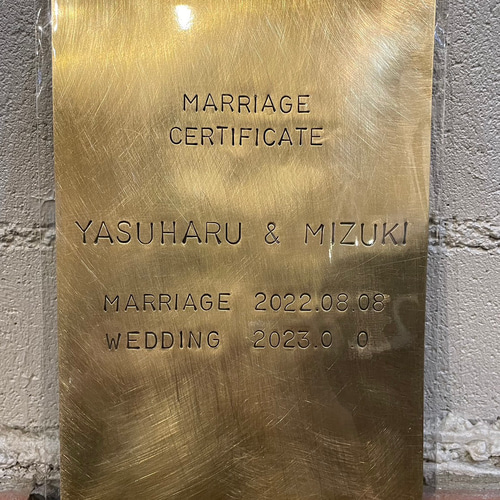 MARRIAGE
CERTIFICATE
YASUHARU & MIZUKI
MARRIAGE 2022.08.08
WEDDING 2023.0 .0